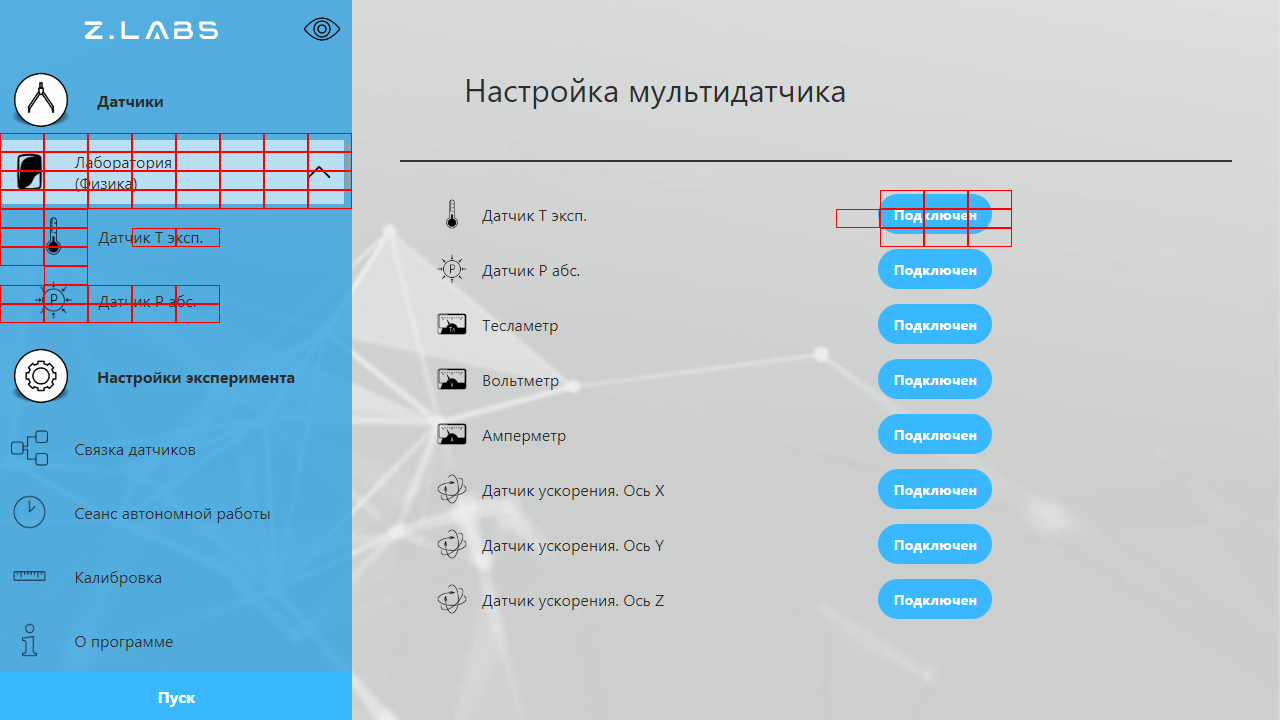 Z.LABS
Датчики
Лаборатория
(Физика)
Датчик Т эксп.
Датчик Р абс.
Настройки эксперимента
Связка датчиков
Сеанс автономной работы
Калибровка
О программе
Пуск
Настройка мультидатчика
Датчик Т эксп.
Подключен
Датчик Р абс.
Подключен
Тесламетр
Подключен
Вольтметр
Подключен
Амперметр
Подключен
Датчик ускорения. Ось X
Подключен
Датчик ускорения. Ось Y
Подключен
Датчик ускорения. Ось Z
Подключен